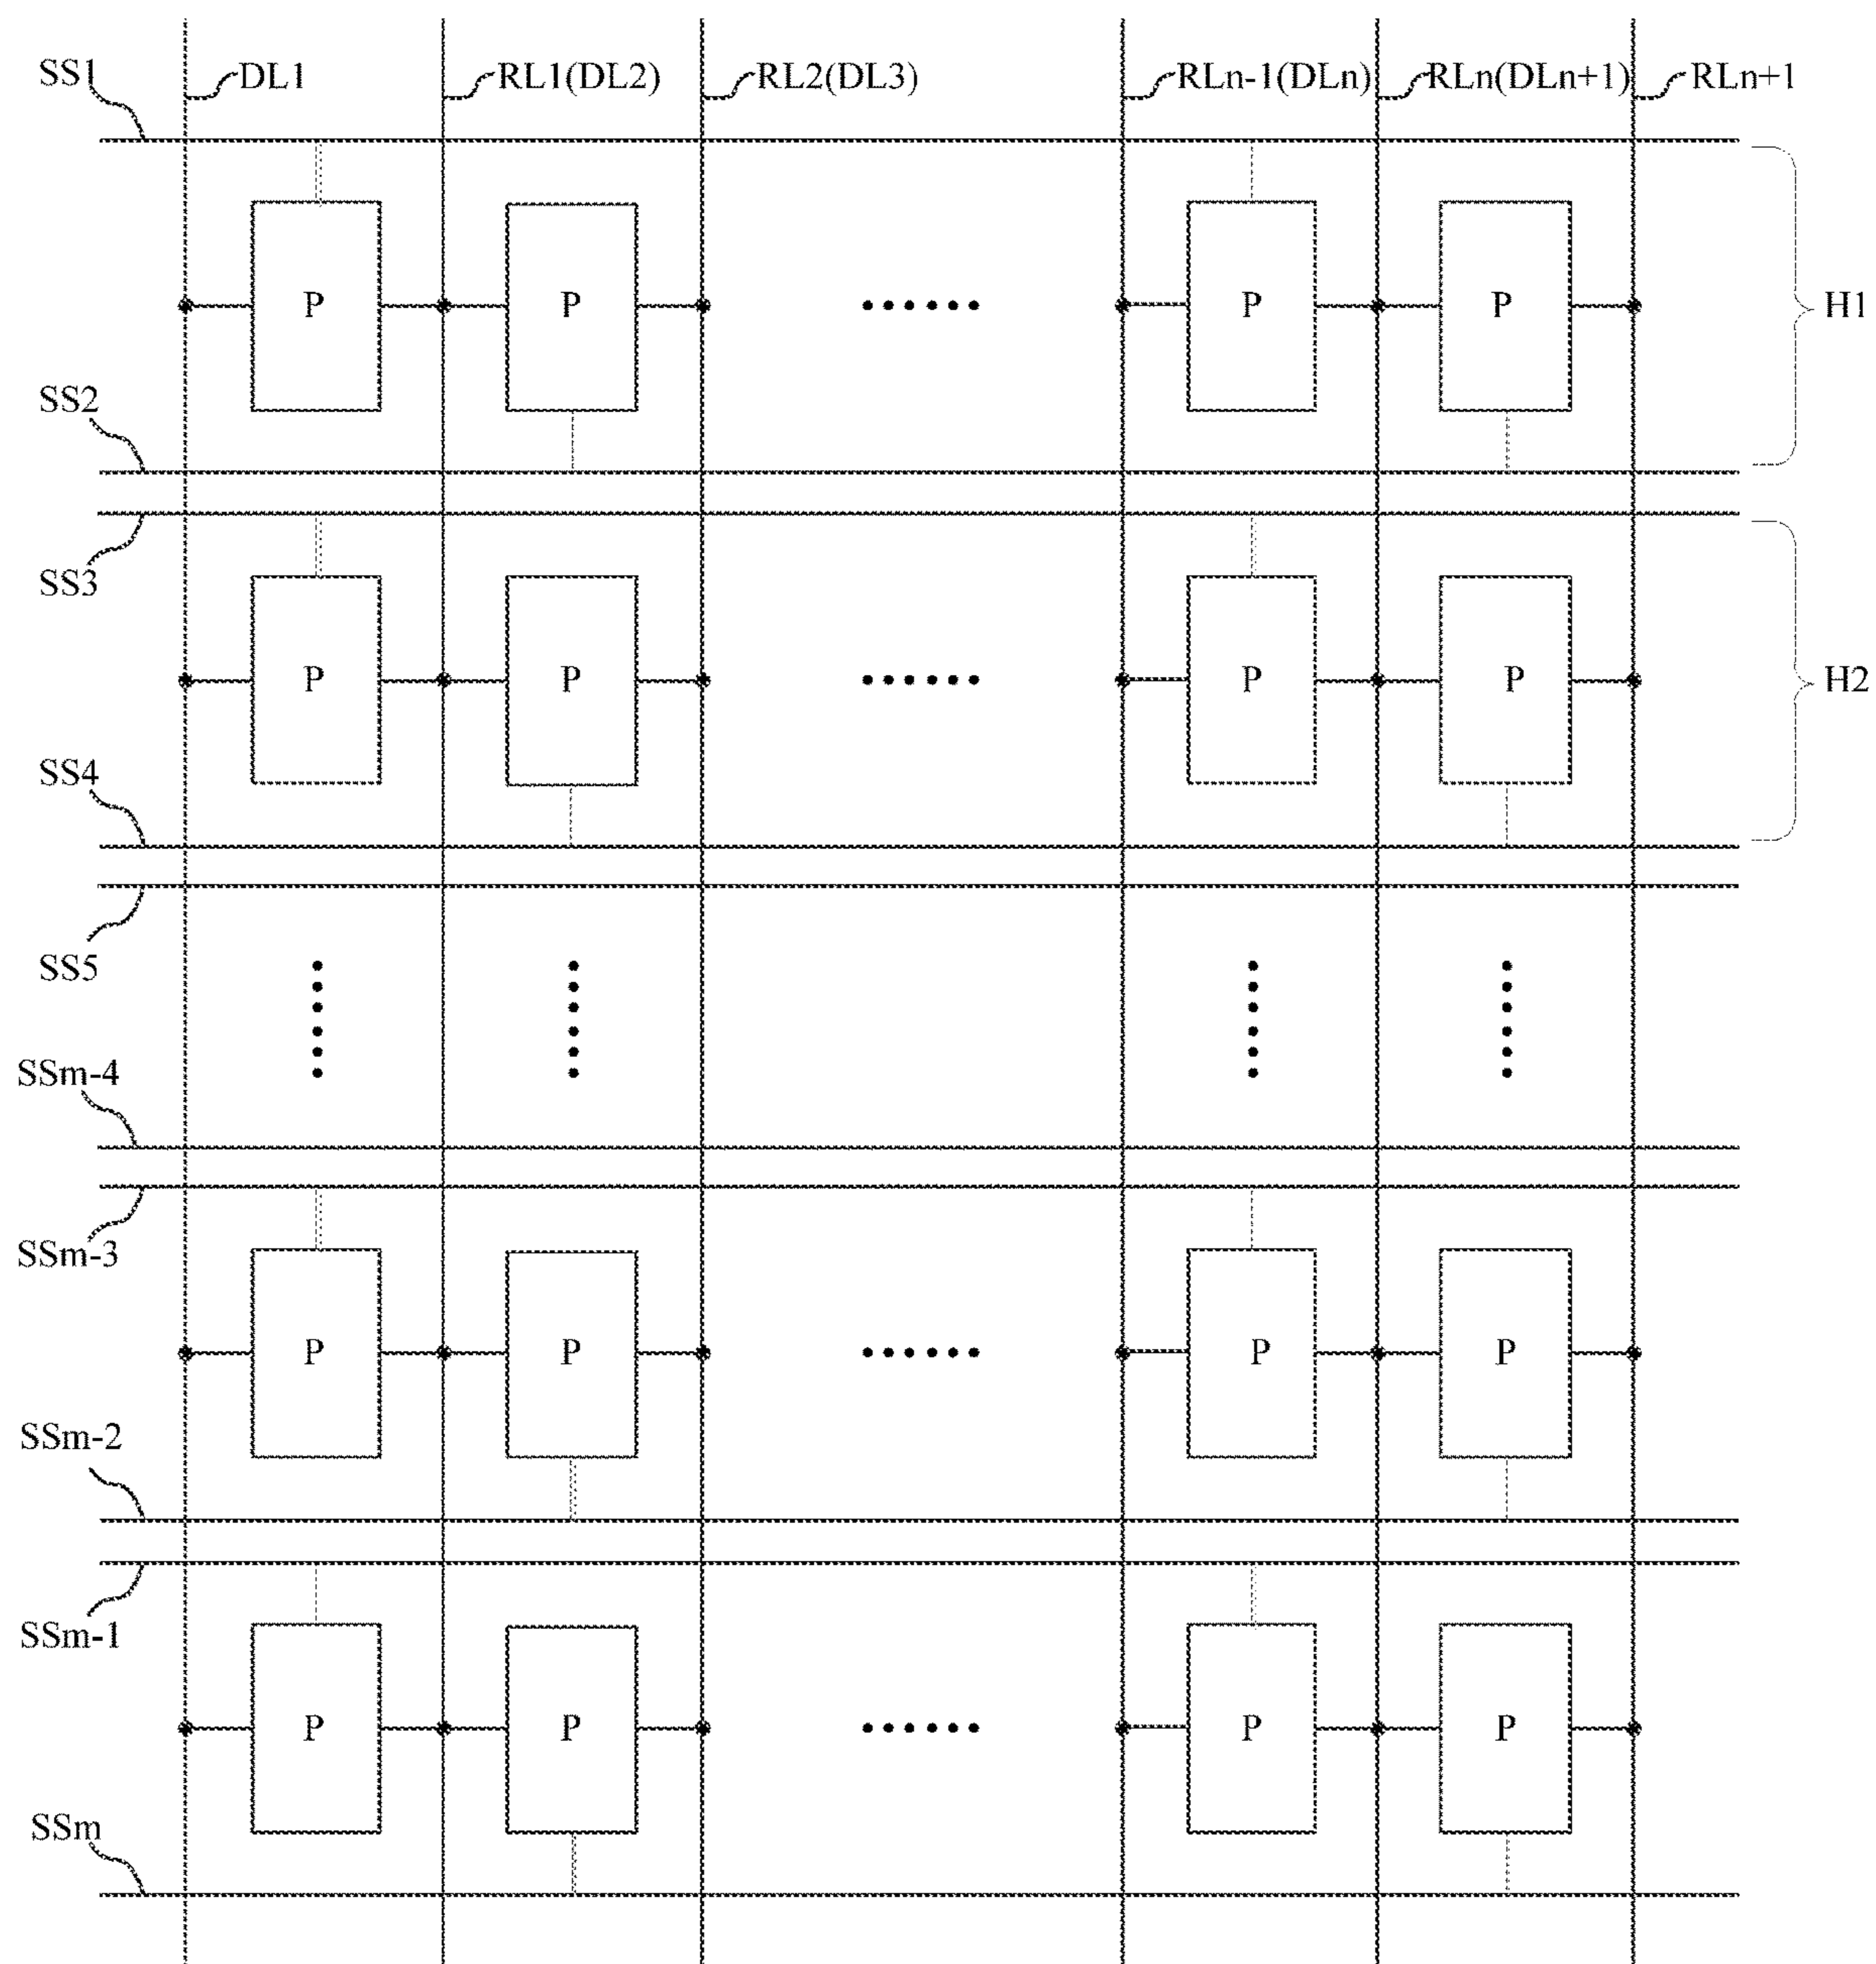 SS1
DL1
RL1(DL2)
RL2(DL3)
RLn-1(DLn)
RLn(DLn+1)
RLn+1
P
P
P
P
H1
SS2
SS3
P
P
P
P
H2
SS4
SS5
SSm-4
SSm-3
P
P
P
P
SSm-2
SSm-1
P
P
P
P
SSm